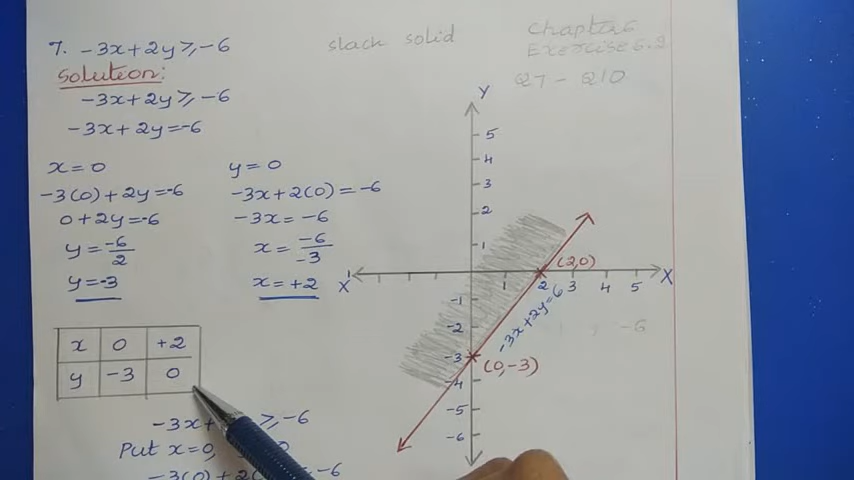 7. -3x+2y≥-6
slack solid
Chapter 6
Exercise 6.2
Q7 - Q10
Solution:
-3x+2y≥-6
-3x+2y=-6
x=0
-3(0)+2y=-6
0+2y=-6
y=-6/2
y=-3
y=0
-3x+2(0)=-6
-3x=-6
x=-6/-3
x=+2
x 0 +2
y -3 0
-3x+ ≥-6
Put x=0, 0
-3(0)+2( -6
Y
5
4
3
2
1
X' 1 2 3 4 5 X
(2,0)
-1
-2
-3
-4
-5
-6
(0,-3)
-3x+2y=6
, -6